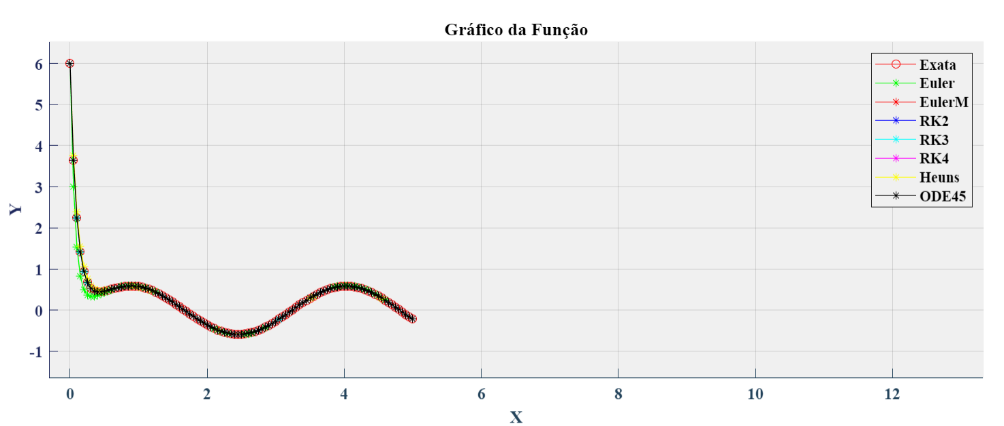 Gráfico da Função
Exata
Euler
EulerM
RK2
RK3
RK4
Heuns
ODE45
Y
6
5
4
3
2
1
0
-1
0 2 4 6 8 10 12
X